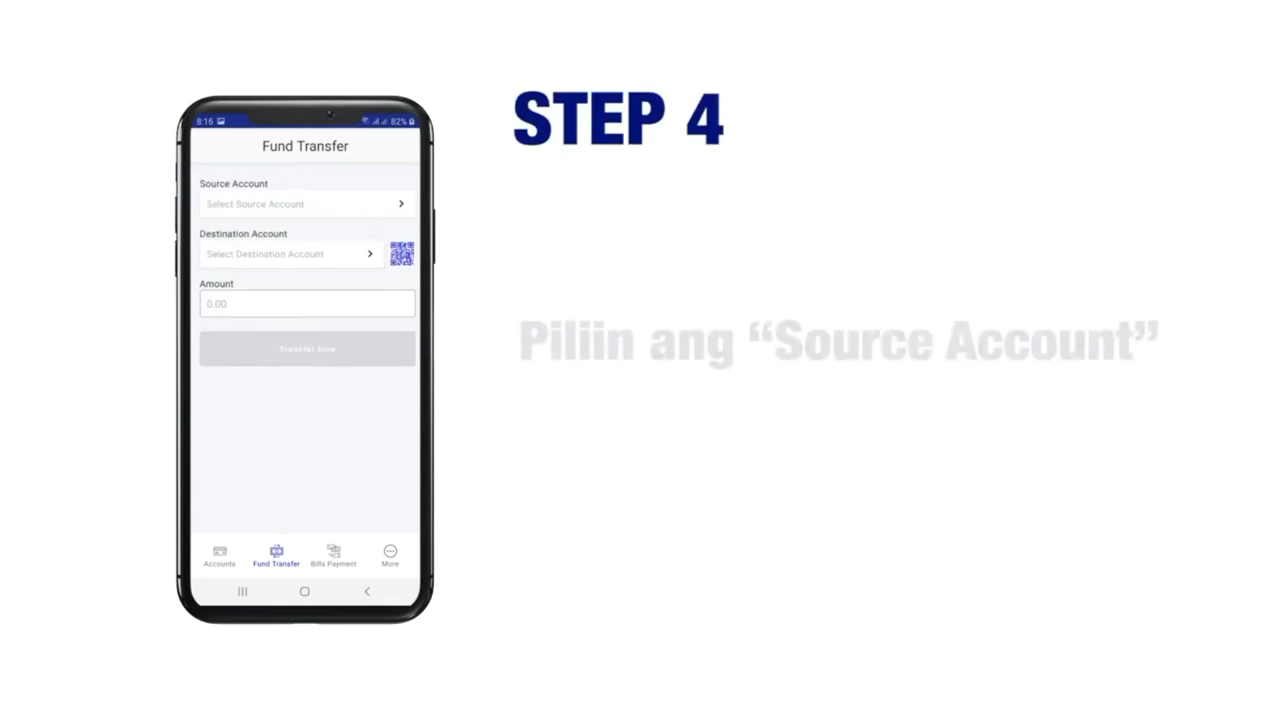 STEP 4
Piliin ang “Source Account”
8:15
82%
Fund Transfer
Source Account
Select Source Account
Destination Account
Select Destination Account
Amount
0.00
Transfer Now
Accounts
Fund Transfer
Bills Payment
More